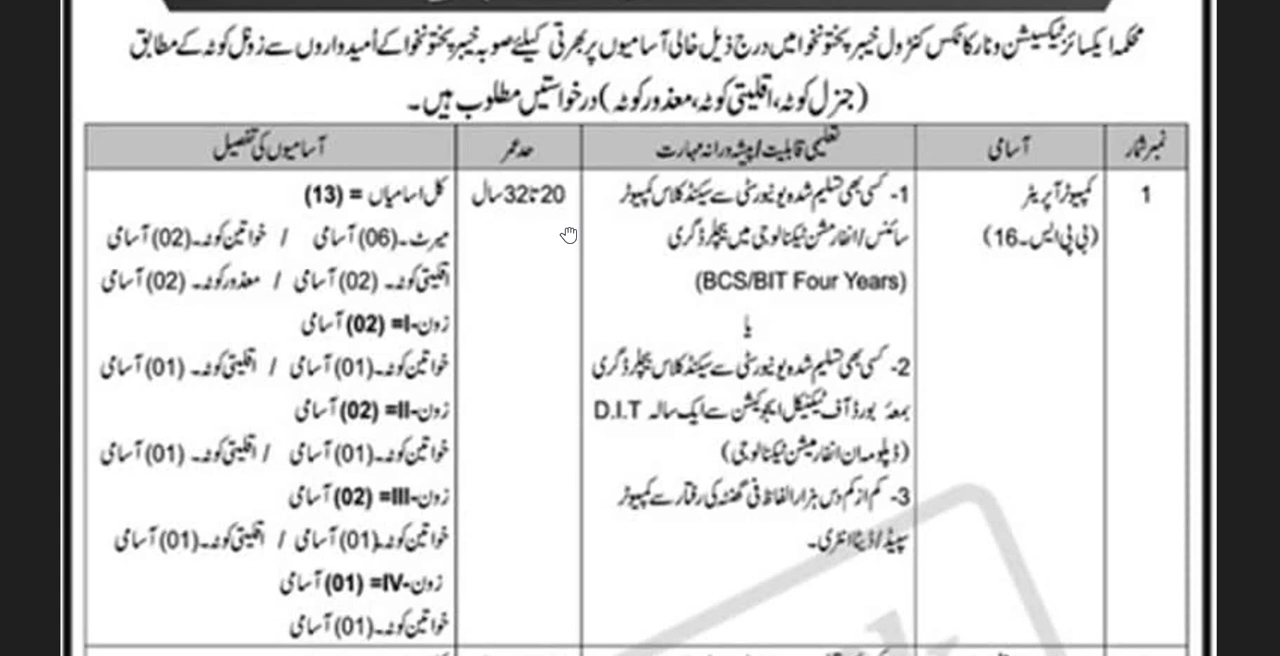 محکمہ ایکسائز ٹیکسیشن و نارکاٹکس کنٹرول خیبر پختونخوا میں درج ذیل خالی آسامیوں پر بھرتی کیلئے صوبہ خیبر پختونخوا کے اُمیدواروں سے زونل کوٹہ کے مطابق
(جنرل کوٹہ، اقلیتی کوٹہ، معذور کوٹہ) درخواستیں مطلوب ہیں۔
نمبر شمار
آسامی
تعلیمی قابلیت / پیشہ ورانہ مہارت
حد عمر
آسامیوں کی تفصیل
1
کمپیوٹر آپریٹر
(بی پی ایس۔16)
1- کسی بھی تسلیم شدہ یونیورسٹی سے سیکنڈ کلاس کمپیوٹر
سائنس / انفارمشن ٹیکنالوجی میں بیچلر ڈگری
(BCS/BIT Four Years)
یا
2- کسی بھی تسلیم شدہ یونیورسٹی سے سیکنڈ کلاس بیچلر ڈگری
بمعہ بورڈ آف ٹیکنیکل ایجوکیشن سے ایک سالہ D.I.T
(ڈپلومہ ان انفارمیشن ٹیکنالوجی)
3- کم از کم دس ہزار الفاظ فی گھنٹہ کی رفتار سے کمپیوٹر
سپیڈ / ڈیٹا انٹری۔
20 تا 32 سال
کل اسامیاں = (13)
میرٹ۔(06) آسامی / خواتین کوٹہ۔(02) آسامی
اقلیتی کوٹہ۔ (02) آسامی / معذور کوٹہ۔ (02) آسامی
زون-I= (02) آسامی
خواتین کوٹہ۔(01) آسامی / اقلیتی کوٹہ۔ (01) آسامی
زون-II= (02) آسامی
خواتین کوٹہ۔(01) آسامی / اقلیتی کوٹہ۔ (01) آسامی
زون-III= (02) آسامی
خواتین کوٹہ۔(01) آسامی / اقلیتی کوٹہ۔(01) آسامی
زون-IV= (01) آسامی
خواتین کوٹہ۔(01) آسامی